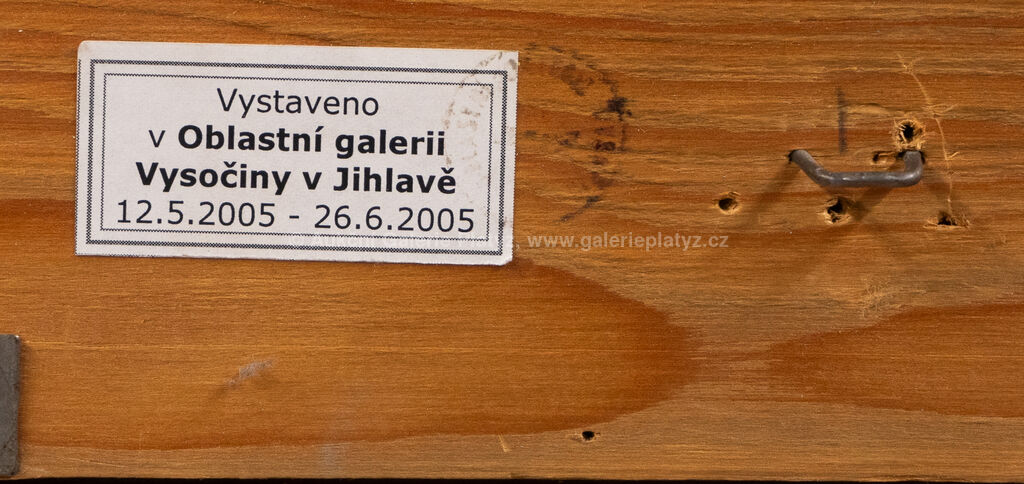 Vystaveno
v Oblastní galerii
Vysočiny v Jihlavě
12.5.2005 - 26.6.2005
www.galerieplatyz.cz